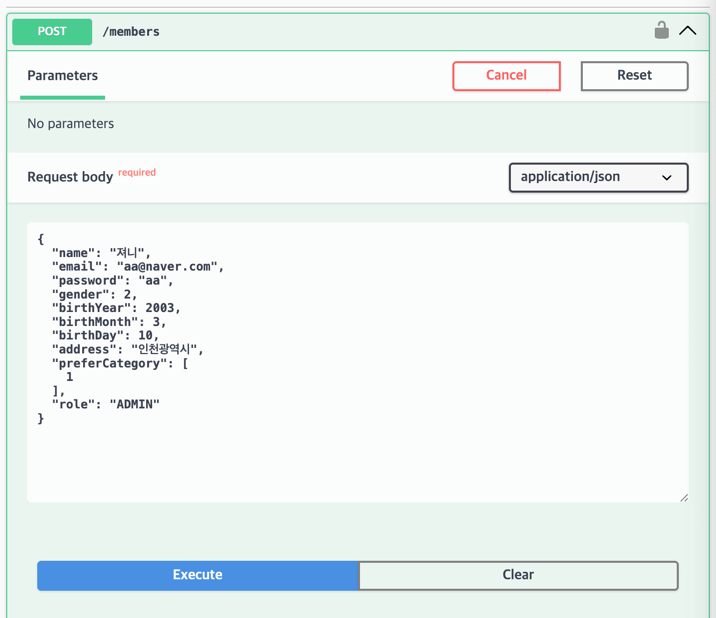 POST /members
Parameters Cancel Reset
No parameters
Request body required application/json
{
  "name": "져니",
  "email": "aa@naver.com",
  "password": "aa",
  "gender": 2,
  "birthYear": 2003,
  "birthMonth": 3,
  "birthDay": 10,
  "address": "인천광역시",
  "preferCategory": [
    1
  ],
  "role": "ADMIN"
}
Execute Clear